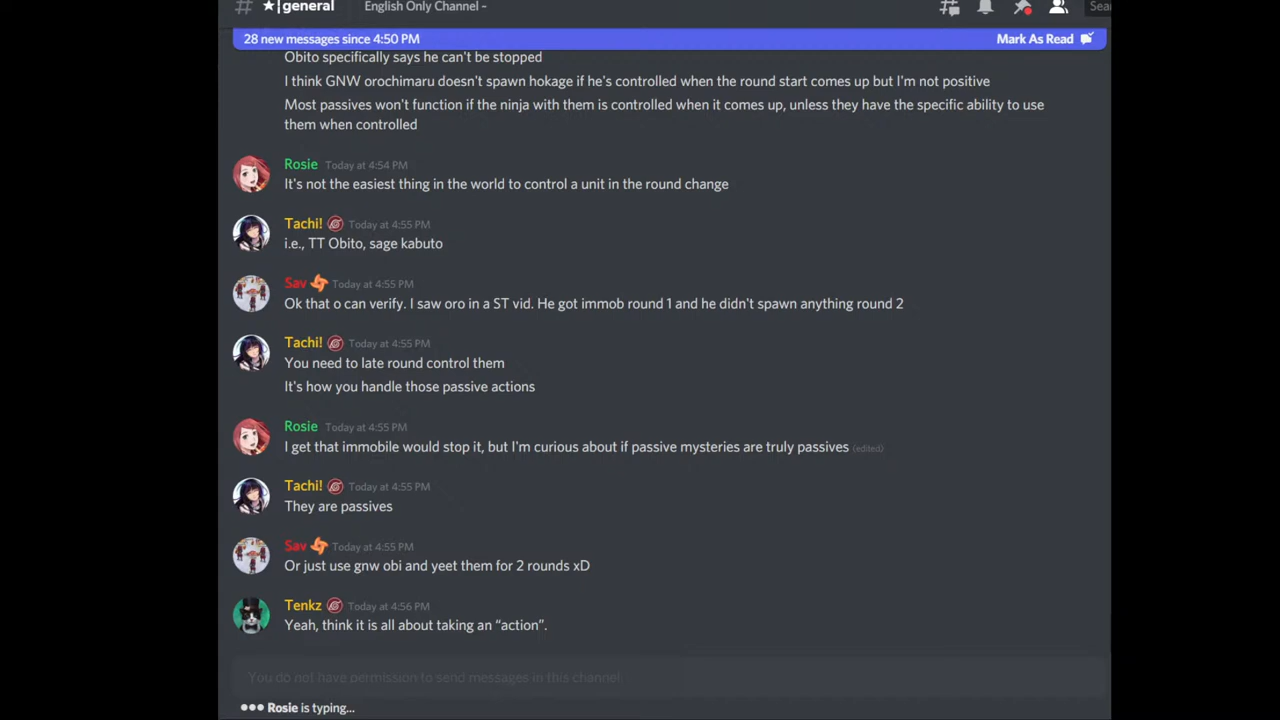 ★|general
English Only Channel -
Sea
28 new messages since 4:50 PM
Mark As Read
Obito specifically says he can't be stopped
I think GNW orochimaru doesn't spawn hokage if he's controlled when the round start comes up but I'm not positive
Most passives won't function if the ninja with them is controlled when it comes up, unless they have the specific ability to use
them when controlled
Rosie Today at 4:54 PM
It's not the easiest thing in the world to control a unit in the round change
Tachi! Today at 4:55 PM
i.e., TT Obito, sage kabuto
Sav Today at 4:55 PM
Ok that o can verify. I saw oro in a ST vid. He got immob round 1 and he didn't spawn anything round 2
Tachi! Today at 4:55 PM
You need to late round control them
It's how you handle those passive actions
Rosie Today at 4:55 PM
I get that immobile would stop it, but I'm curious about if passive mysteries are truly passives (edited)
Tachi! Today at 4:55 PM
They are passives
Sav Today at 4:55 PM
Or just use gnw obi and yeet them for 2 rounds xD
Tenkz Today at 4:56 PM
Yeah, think it is all about taking an “action”.
You do not have permission to send messages in this channel.
Rosie is typing...